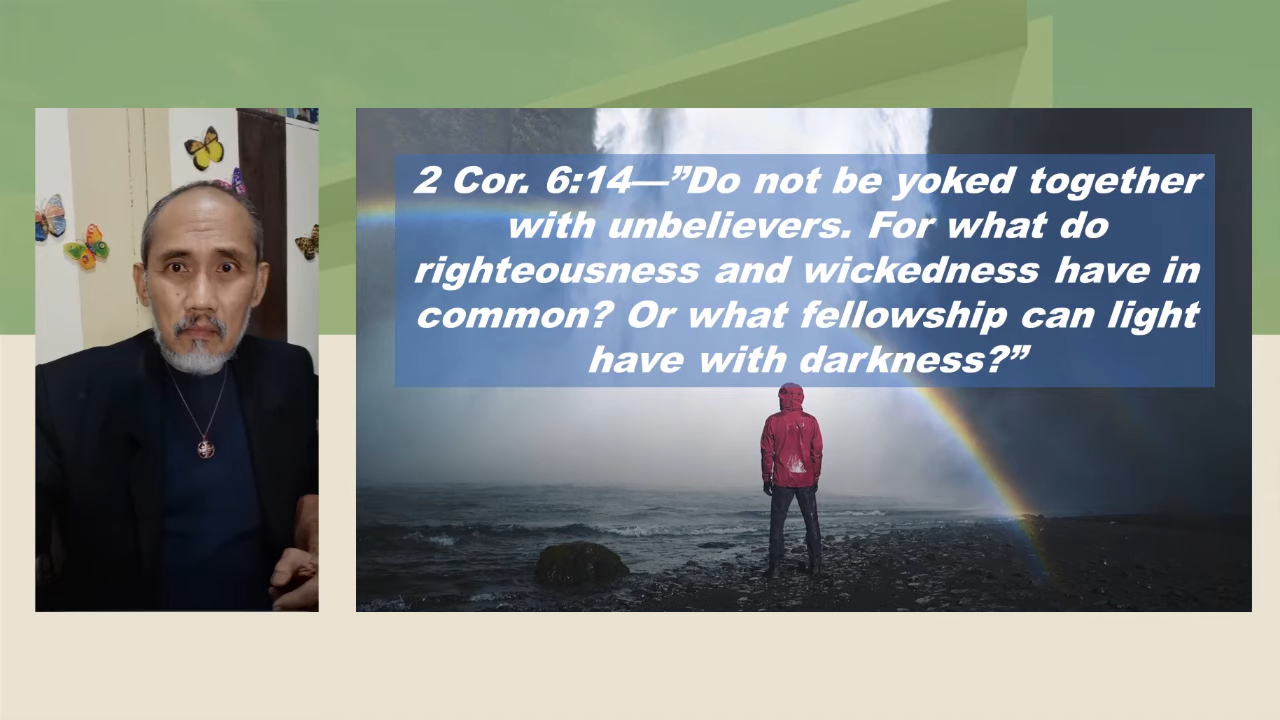 2 Cor. 6:14—”Do not be yoked together
with unbelievers. For what do
righteousness and wickedness have in
common? Or what fellowship can light
have with darkness?”